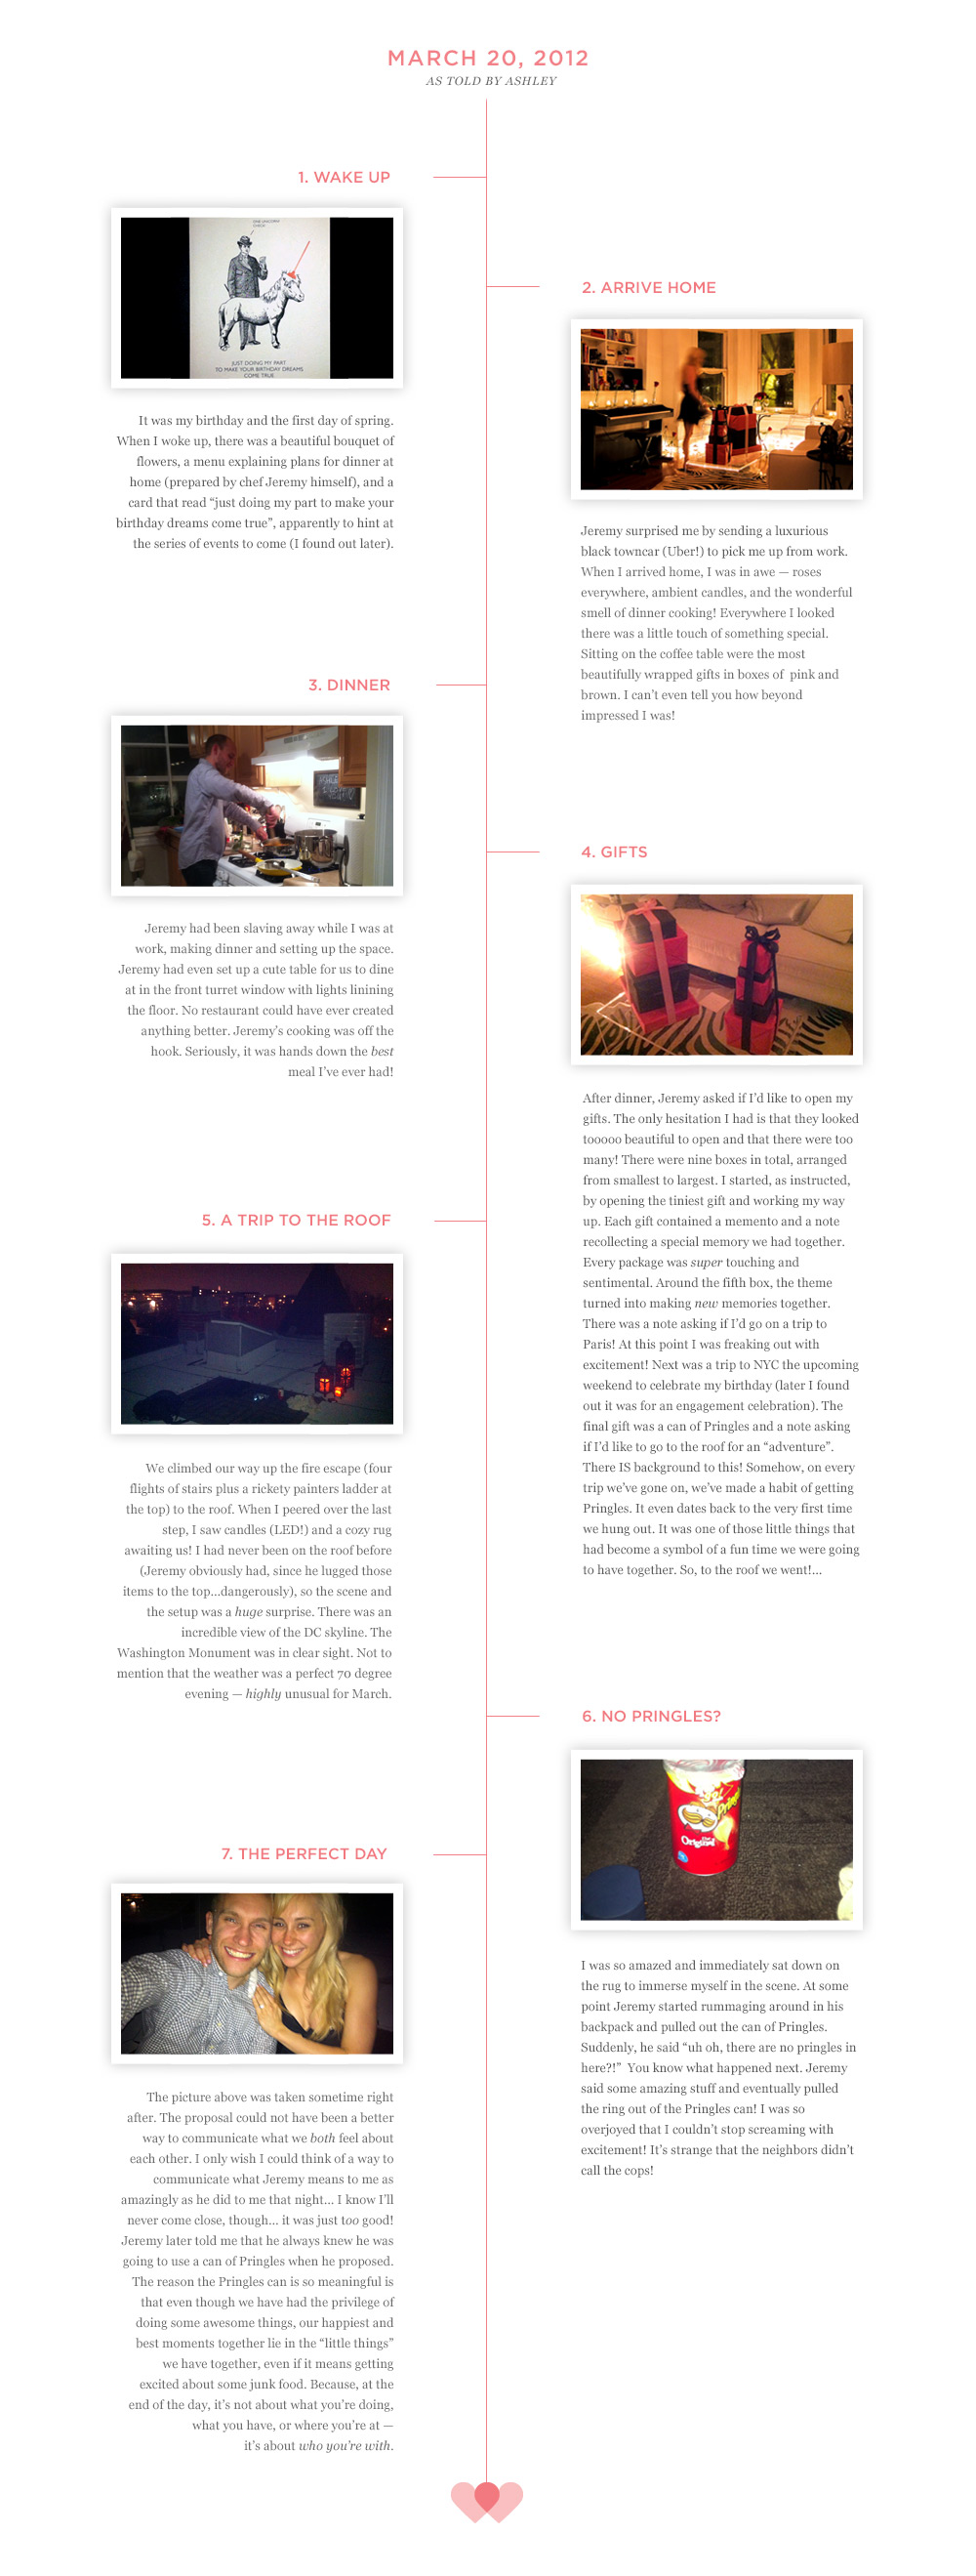 MARCH 20, 2012
AS TOLD BY ASHLEY
1. WAKE UP
JUST DOING MY PART
TO MAKE YOUR BIRTHDAY DREAMS
COME TRUE
It was my birthday and the first day of spring.
When I woke up, there was a beautiful bouquet of
flowers, a menu explaining plans for dinner at
home (prepared by chef Jeremy himself), and a
card that read “just doing my part to make your
birthday dreams come true”, apparently to hint at
the series of events to come (I found out later).
2. ARRIVE HOME
Jeremy surprised me by sending a luxurious
black towncar (Uber!) to pick me up from work.
When I arrived home, I was in awe — roses
everywhere, ambient candles, and the wonderful
smell of dinner cooking! Everywhere I looked
there was a little touch of something special.
Sitting on the coffee table were the most
beautifully wrapped gifts in boxes of  pink and
brown. I can’t even tell you how beyond
impressed I was!
3. DINNER
Jeremy had been slaving away while I was at
work, making dinner and setting up the space.
Jeremy had even set up a cute table for us to dine
at in the front turret window with lights linining
the floor. No restaurant could have ever created
anything better. Jeremy’s cooking was off the
hook. Seriously, it was hands down the best
meal I’ve ever had!
4. GIFTS
After dinner, Jeremy asked if I’d like to open my
gifts. The only hesitation I had is that they looked
tooooo beautiful to open and that there were too
many! There were nine boxes in total, arranged
from smallest to largest. I started, as instructed,
by opening the tiniest gift and working my way
up. Each gift contained a memento and a note
recollecting a special memory we had together.
Every package was super touching and
sentimental. Around the fifth box, the theme
turned into making new memories together.
There was a note asking if I’d go on a trip to
Paris! At this point I was freaking out with
excitement! Next was a trip to NYC the upcoming
weekend to celebrate my birthday (later I found
out it was for an engagement celebration). The
final gift was a can of Pringles and a note asking
if I’d like to go to the roof for an “adventure”.
There IS background to this! Somehow, on every
trip we’ve gone on, we’ve made a habit of getting
Pringles. It even dates back to the very first time
we hung out. It was one of those little things that
had become a symbol of a fun time we were going
to have together. So, to the roof we went!...
5. A TRIP TO THE ROOF
We climbed our way up the fire escape (four
flights of stairs plus a rickety painters ladder at
the top) to the roof. When I peered over the last
step, I saw candles (LED!) and a cozy rug
awaiting us! I had never been on the roof before
(Jeremy obviously had, since he lugged those
items to the top...dangerously), so the scene and
the setup was a huge surprise. There was an
incredible view of the DC skyline. The
Washington Monument was in clear sight. Not to
mention that the weather was a perfect 70 degree
evening — highly unusual for March.
6. NO PRINGLES?
Pringles
Original
I was so amazed and immediately sat down on
the rug to immerse myself in the scene. At some
point Jeremy started rummaging around in his
backpack and pulled out the can of Pringles.
Suddenly, he said “uh oh, there are no pringles in
here?!”  You know what happened next. Jeremy
said some amazing stuff and eventually pulled
the ring out of the Pringles can! I was so
overjoyed that I couldn’t stop screaming with
excitement! It’s strange that the neighbors didn’t
call the cops!
7. THE PERFECT DAY
The picture above was taken sometime right
after. The proposal could not have been a better
way to communicate what we both feel about
each other. I only wish I could think of a way to
communicate what Jeremy means to me as
amazingly as he did to me that night... I know I’ll
never come close, though... it was just too good!
Jeremy later told me that he always knew he was
going to use a can of Pringles when he proposed.
The reason the Pringles can is so meaningful is
that even though we have had the privilege of
doing some awesome things, our happiest and
best moments together lie in the “little things”
we have together, even if it means getting
excited about some junk food. Because, at the
end of the day, it’s not about what you’re doing,
what you have, or where you’re at —
it’s about who you’re with.